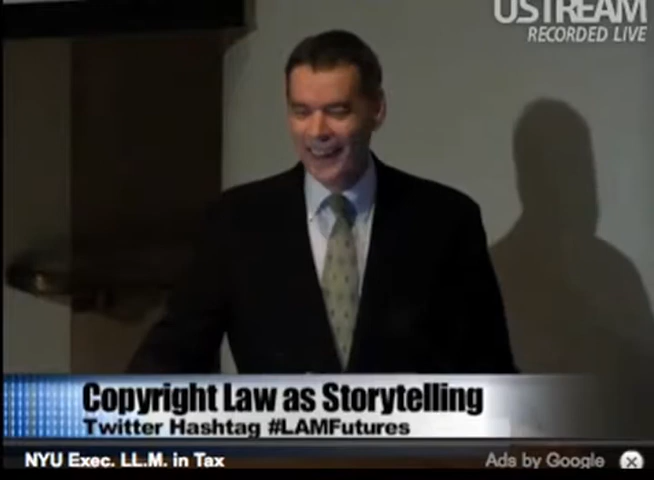 USTREAM
RECORDED LIVE
Copyright Law as Storytelling
Twitter Hashtag #LAMFutures
NYU Exec. LL.M. in Tax
Ads by Google